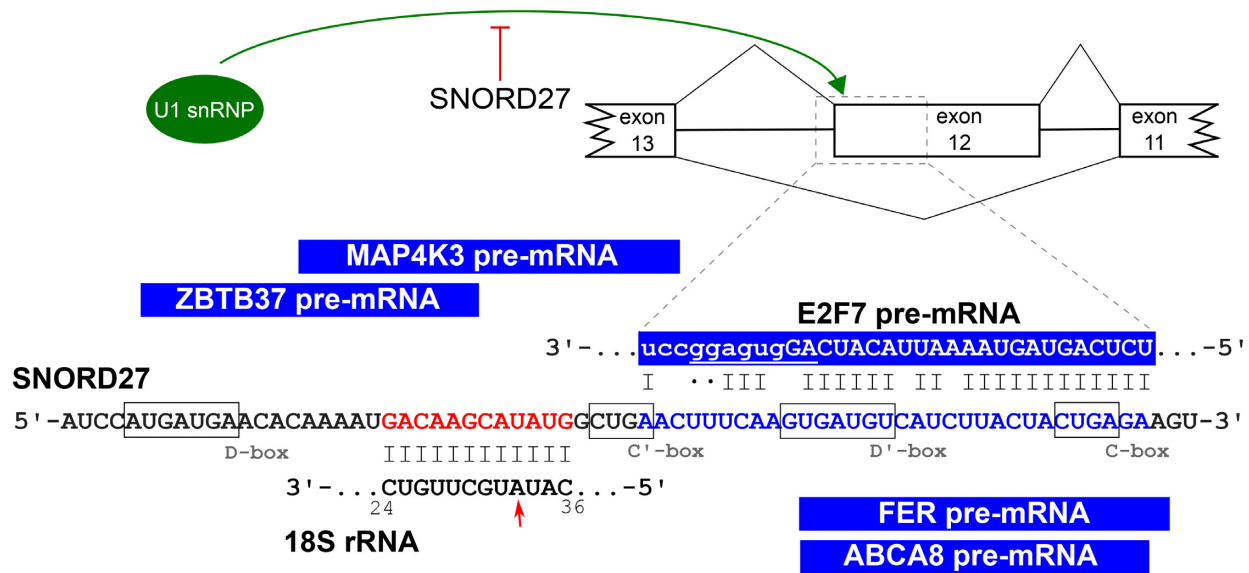 U1 snRNP
SNORD27
exon
13
exon
12
exon
11
MAP4K3 pre-mRNA
ZBTB37 pre-mRNA
E2F7 pre-mRNA
3'-...uccggagugGACUACAUUAAAAUGAUGACUCU...-5'
SNORD27
5'-AUCCAUGAUGAACACAAAAUGACAAGCAUAUGGCUGAACUUUCAAGUGAUGUCAUCUUACUACUGAGAAGU-3'
D-box
C'-box
D'-box
C-box
3'-...CUGUUCGUAUAC...-5'
24
36
18S rRNA
FER pre-mRNA
ABCA8 pre-mRNA